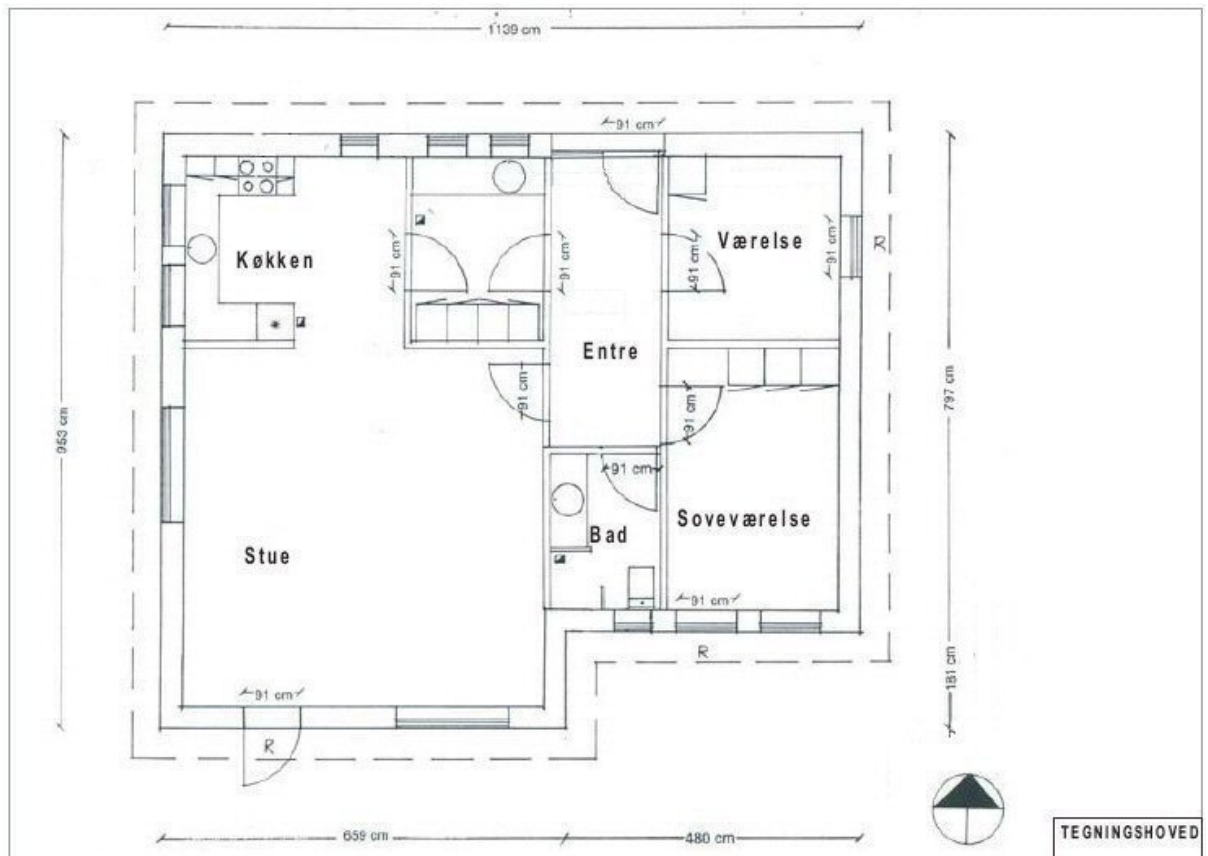 1139 cm
91 cm
Køkken
91 cm
91 cm
91 cm
Værelse
91 cm
R
Entre
953 cm
797 cm
91 cm
91 cm
91 cm
Stue
Bad
Soveværelse
91 cm
R
181 cm
91 cm
R
659 cm
480 cm
TEGNINGSHOVED